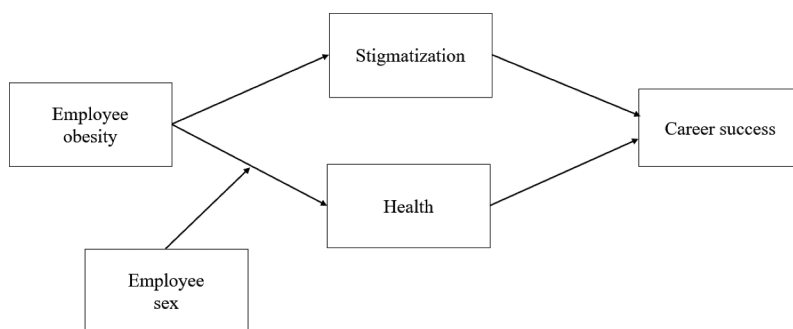 Stigmatization
Employee
obesity
Career success
Health
Employee
sex